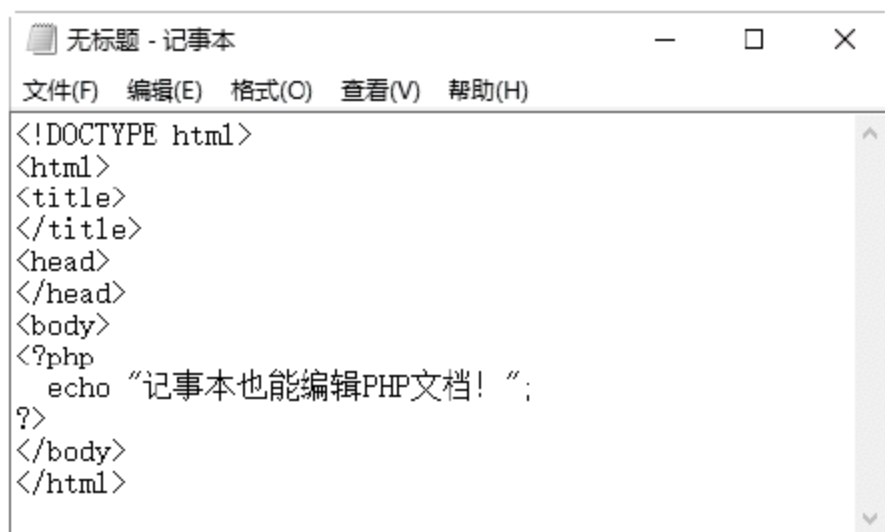 无标题 - 记事本
文件(F) 编辑(E) 格式(O) 查看(V) 帮助(H)
<!DOCTYPE html>
<html>
<title>
</title>
<head>
</head>
<body>
<?php
  echo "记事本也能编辑PHP文档！";
?>
</body>
</html>